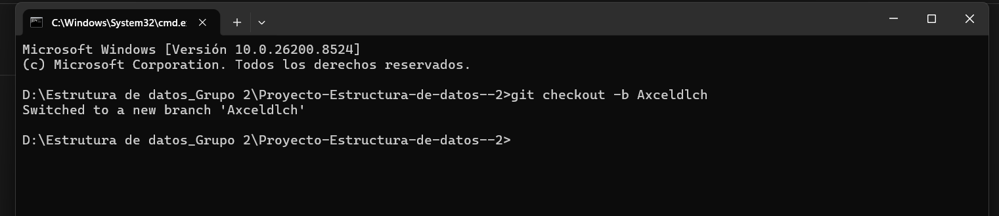 C:\Windows\System32\cmd.e
Microsoft Windows [Versión 10.0.26200.8524]
(c) Microsoft Corporation. Todos los derechos reservados.
D:\Estrutura de datos_Grupo 2\Proyecto-Estructura-de-datos--2>git checkout -b Axceldlch
Switched to a new branch 'Axceldlch'
D:\Estrutura de datos_Grupo 2\Proyecto-Estructura-de-datos--2>